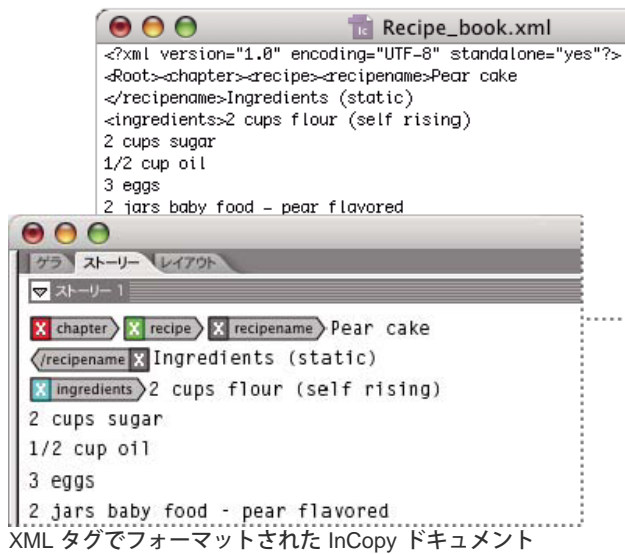 Recipe_book.xml
<?xml version="1.0" encoding="UTF-8" standalone="yes"?>
<Root><chapter><recipe><recipename>Pear cake
</recipename>Ingredients (static)
<ingredients>2 cups flour (self rising)
2 cups sugar
1/2 cup oil
3 eggs
2 jars baby food – pear flavored
ゲラ ストーリー レイアウト
ストーリー 1
X chapter X recipe X recipename Pear cake
/recipename X Ingredients (static)
X ingredients 2 cups flour (self rising)
2 cups sugar
1/2 cup oil
3 eggs
2 jars baby food - pear flavored
XML タグでフォーマットされた InCopy ドキュメント